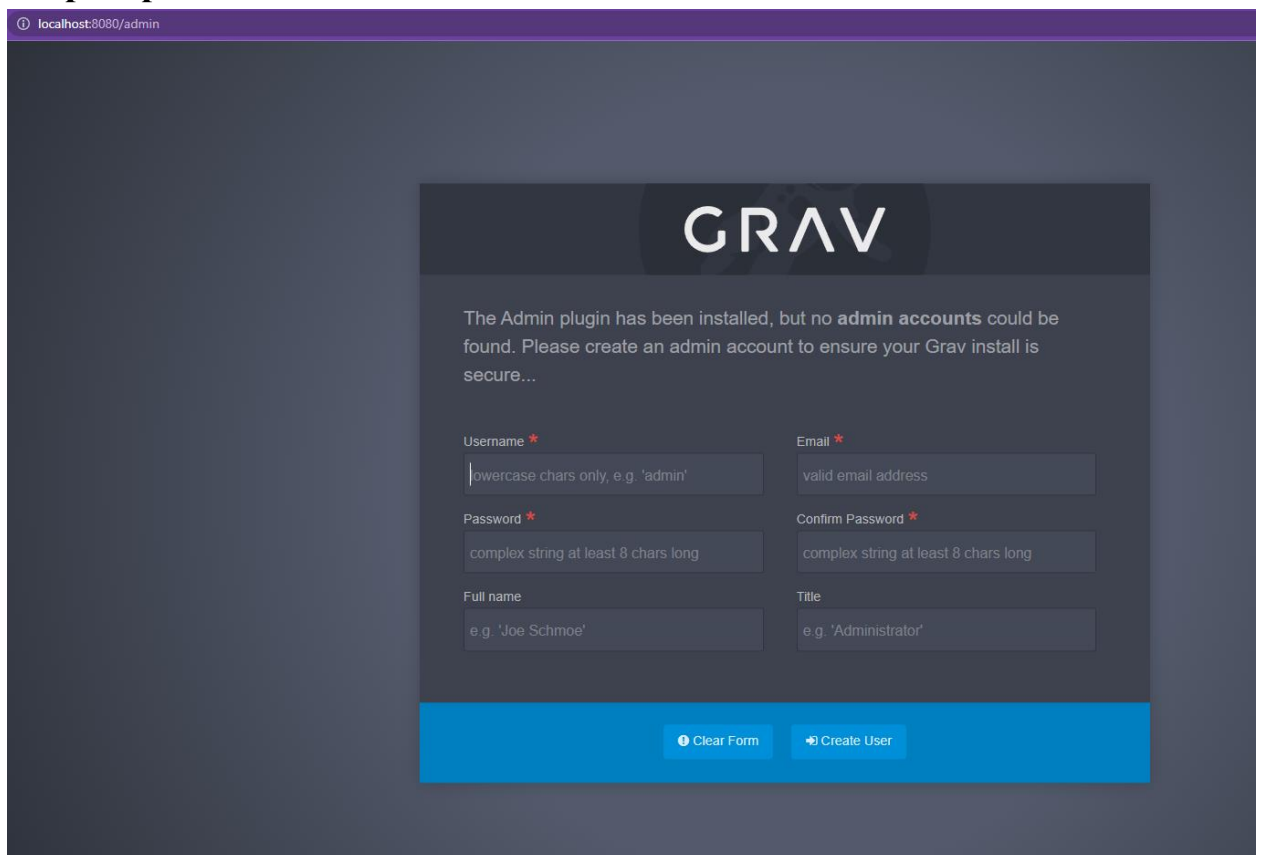 localhost:8080/admin
GRAV
The Admin plugin has been installed, but no admin accounts could be
found. Please create an admin account to ensure your Grav install is
secure...
Username * Email *
lowercase chars only, e.g. 'admin' valid email address
Password * Confirm Password *
complex string at least 8 chars long complex string at least 8 chars long
Full name Title
e.g. 'Joe Schmoe' e.g. 'Administrator'
Clear Form Create User